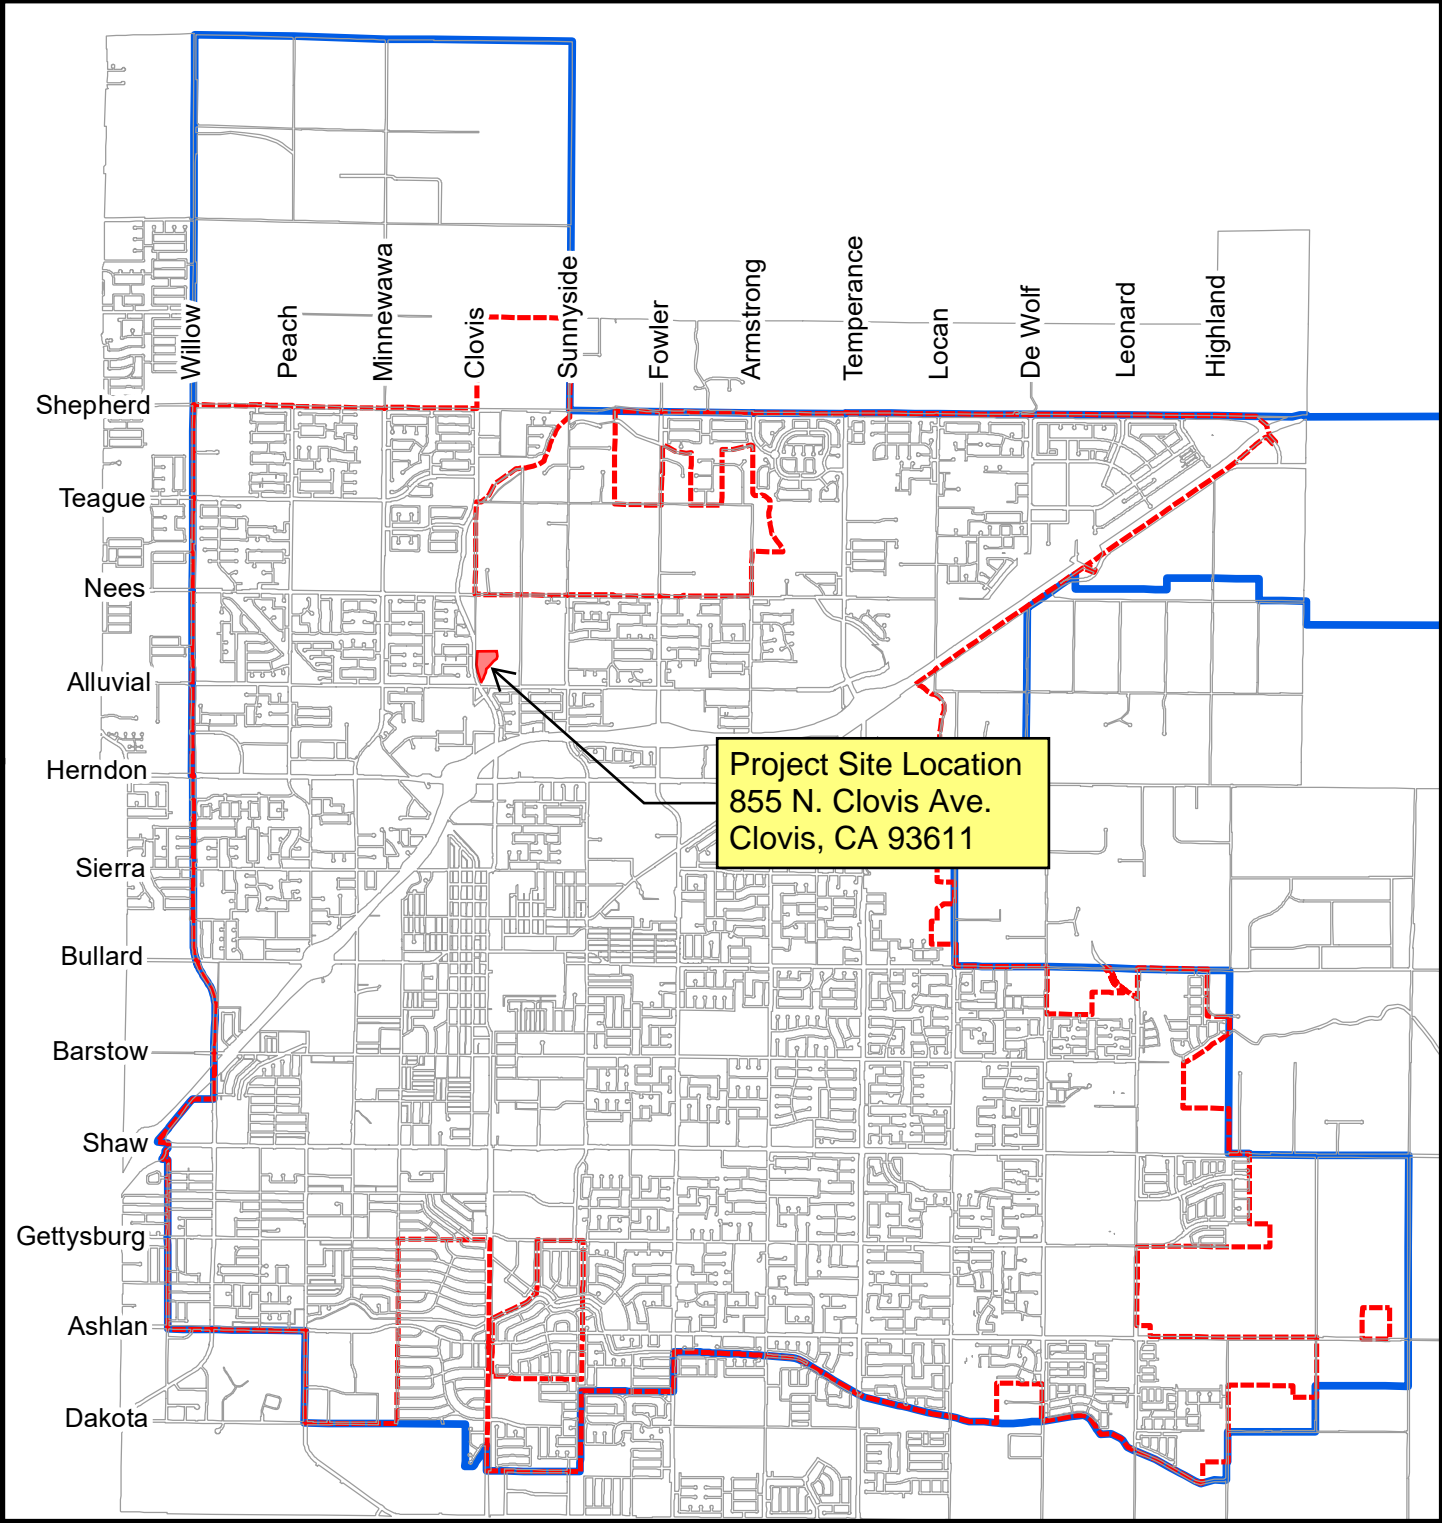 Willow
Peach
Minnewawa
Clovis
Sunnyside
Fowler
Armstrong
Temperance
Locan
De Wolf
Leonard
Highland
Shepherd
Teague
Nees
Alluvial
Herndon
Sierra
Bullard
Barstow
Shaw
Gettysburg
Ashlan
Dakota
Project Site Location
855 N. Clovis Ave.
Clovis, CA 93611